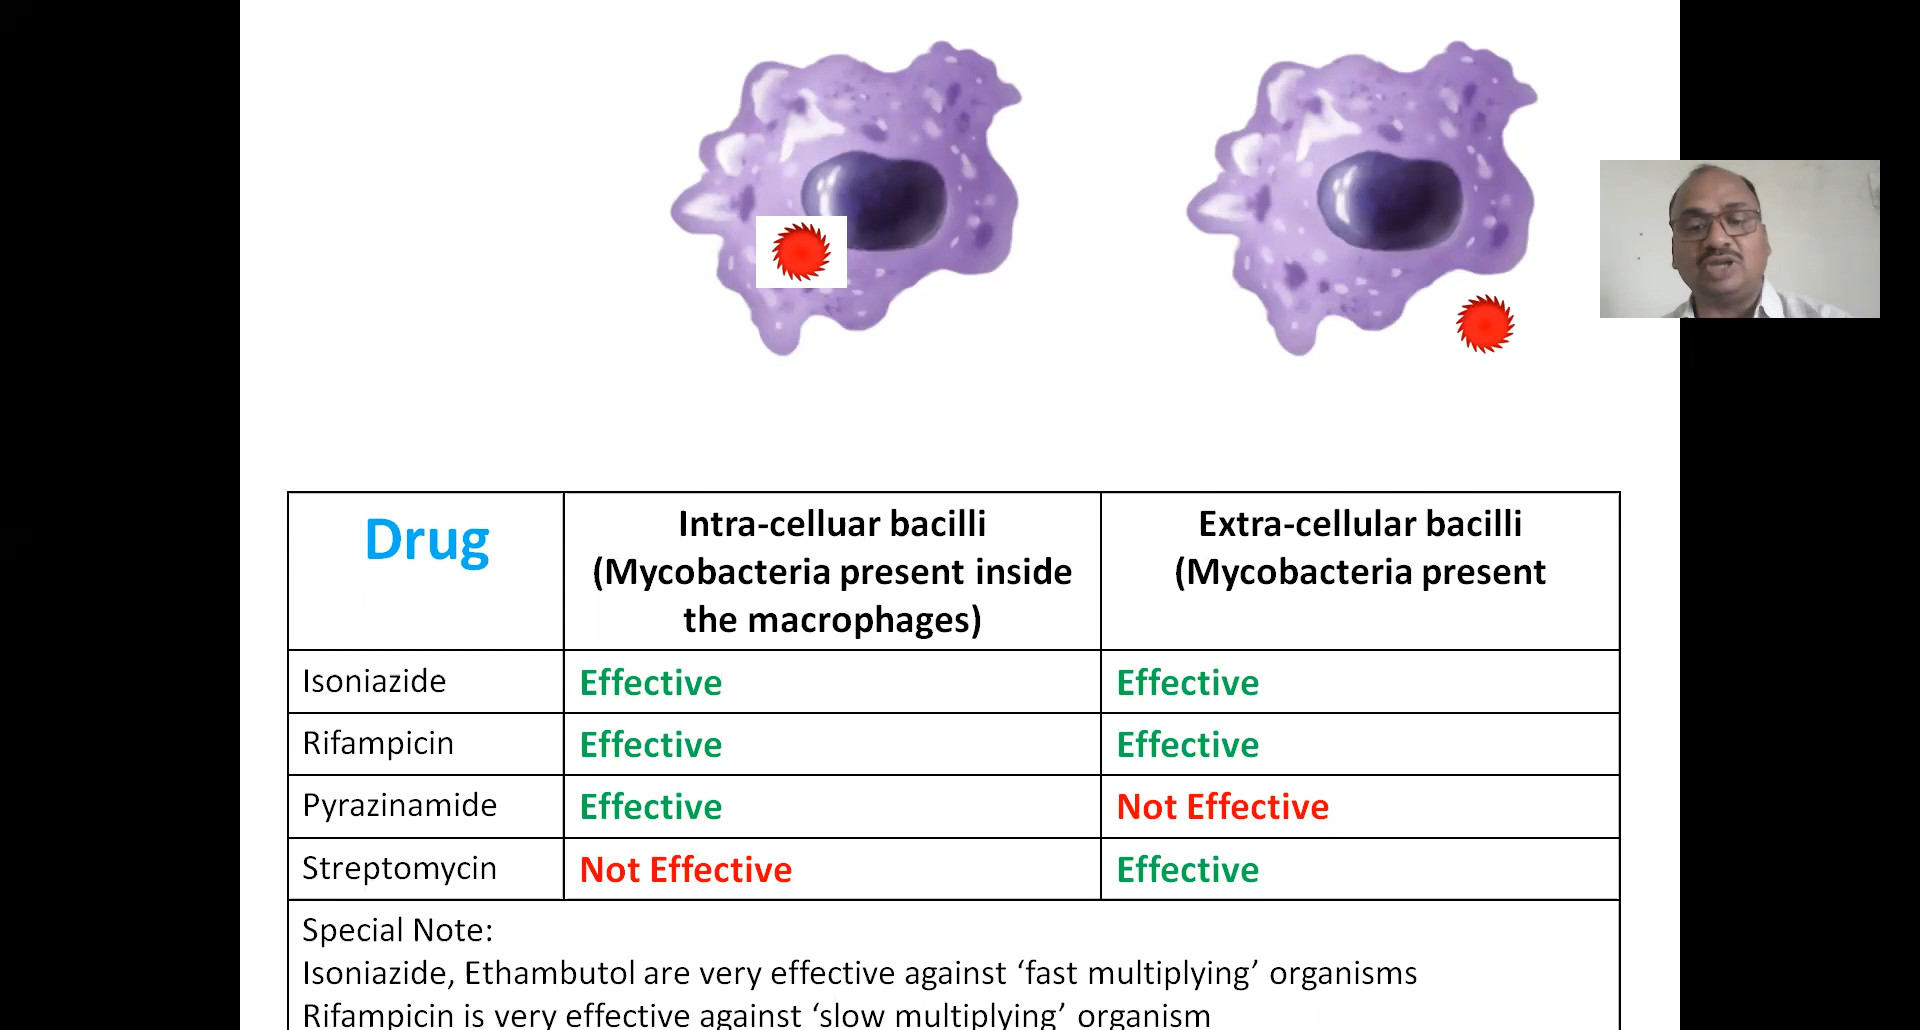 Drug
Intra-celluar bacilli
(Mycobacteria present inside
the macrophages)
Extra-cellular bacilli
(Mycobacteria present
Isoniazide
Effective
Effective
Rifampicin
Effective
Effective
Pyrazinamide
Effective
Not Effective
Streptomycin
Not Effective
Effective
Special Note:
Isoniazide, Ethambutol are very effective against ‘fast multiplying’ organisms
Rifampicin is very effective against ‘slow multiplying’ organism